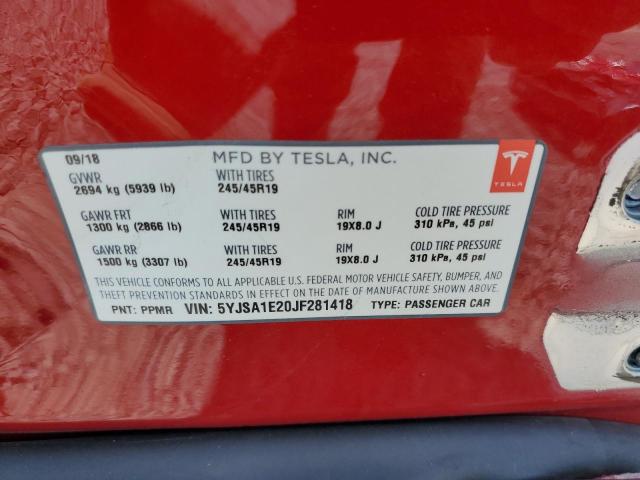 09/18 MFD BY TESLA, INC.
GVWR WITH TIRES
2694 kg (5939 lb) 245/45R19
TESLA
GAWR FRT WITH TIRES RIM COLD TIRE PRESSURE
1300 kg (2866 lb) 245/45R19 19X8.0 J 310 kPa, 45 psi
GAWR RR WITH TIRES RIM COLD TIRE PRESSURE
1500 kg (3307 lb) 245/45R19 19X8.0 J 310 kPa, 45 psi
THIS VEHICLE CONFORMS TO ALL APPLICABLE U.S. FEDERAL MOTOR VEHICLE SAFETY, BUMPER, AND
THEFT PREVENTION STANDARDS IN EFFECT ON THE DATE OF MANUFACTURE SHOWN ABOVE.
PNT: PPMR VIN: 5YJSA1E20JF281418 TYPE: PASSENGER CAR